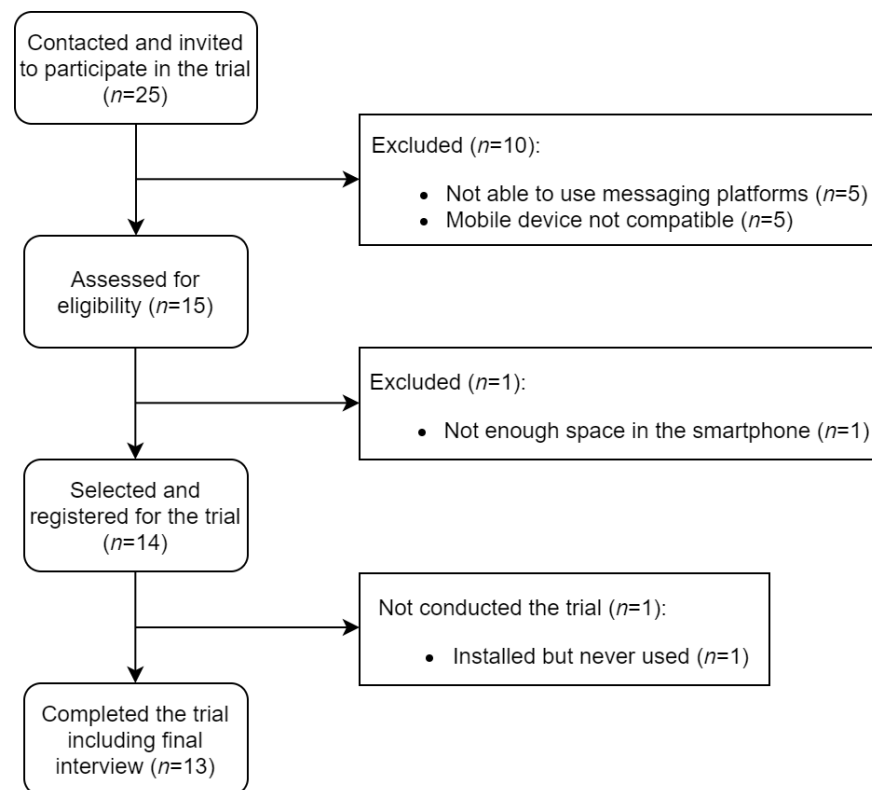 Contacted and invited
to participate in the trial
(n=25)
Excluded (n=10):
• Not able to use messaging platforms (n=5)
• Mobile device not compatible (n=5)
Assessed for
eligibility (n=15)
Excluded (n=1):
• Not enough space in the smartphone (n=1)
Selected and
registered for the trial
(n=14)
Not conducted the trial (n=1):
• Installed but never used (n=1)
Completed the trial
including final
interview (n=13)